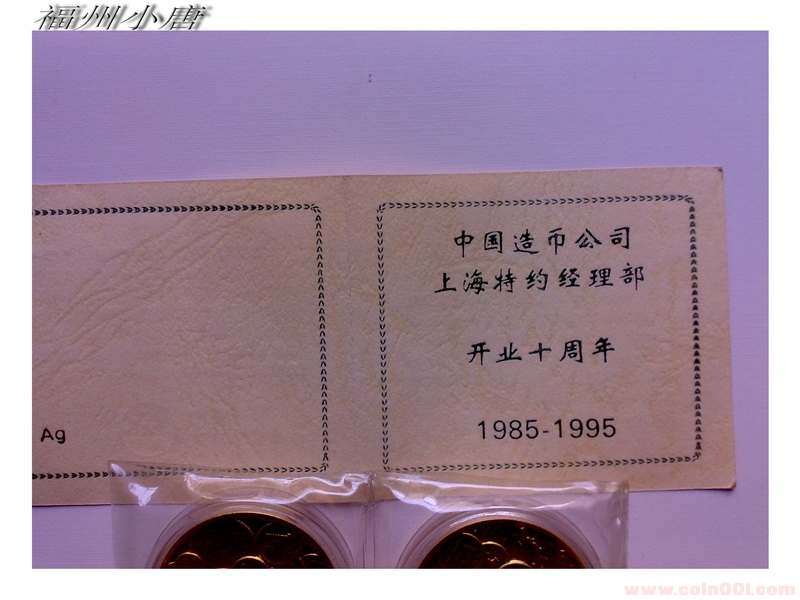 福州小唐
中国造币公司
上海特约经理部
开业十周年
1985-1995
Ag
www.coin001.com